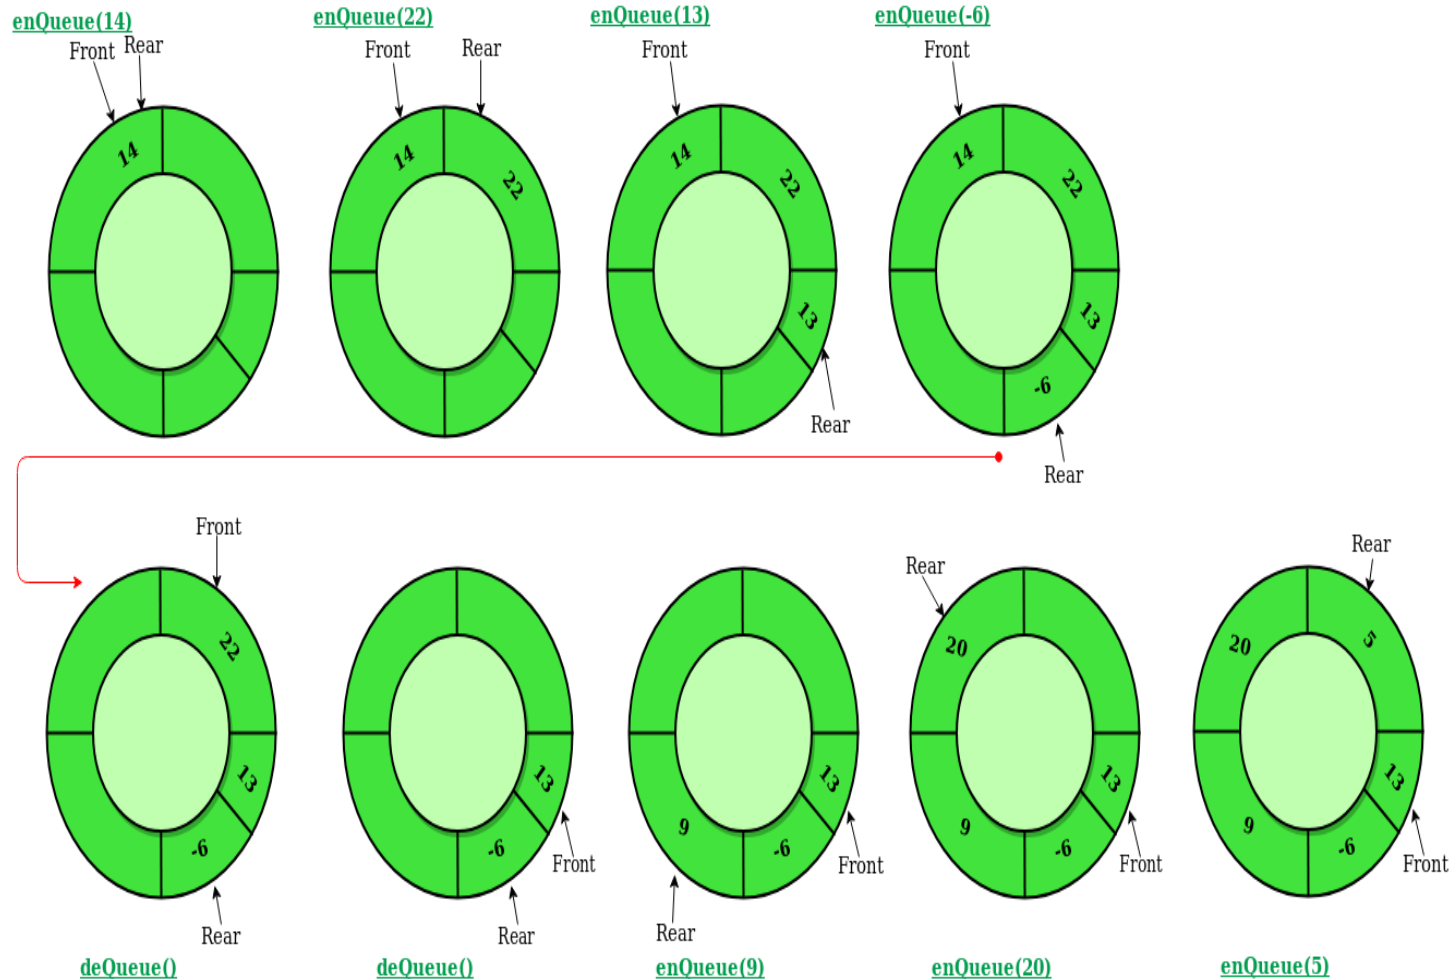 enQueue(14)
Front
Rear
14
enQueue(22)
Front
Rear
14
22
enQueue(13)
Front
14
22
13
Rear
enQueue(-6)
Front
14
22
13
-6
Rear
Front
22
13
-6
Rear
deQueue()
13
-6
Front
Rear
deQueue()
13
9
-6
Front
Rear
enQueue(9)
Rear
20
13
9
-6
Front
enQueue(20)
Rear
20
5
13
9
-6
Front
enQueue(5)